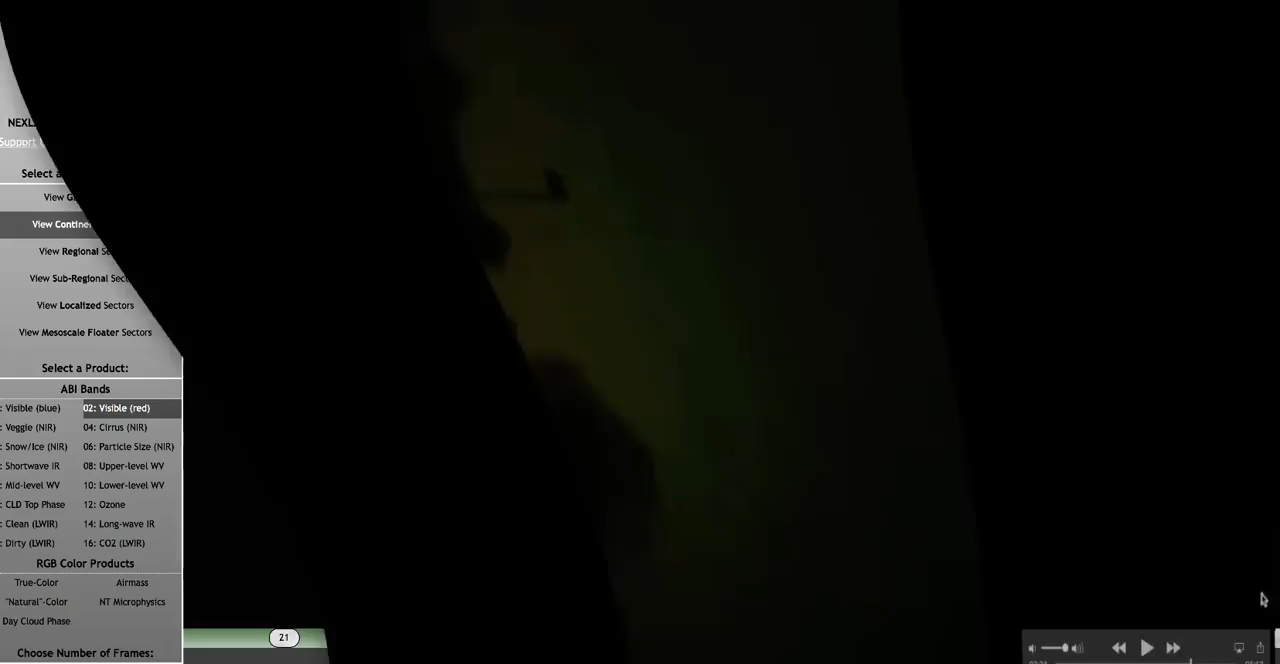 NEXL
Support
Select a
View G
View Contine
View Regional Se
View Sub-Regional Sect
View Localized Sectors
View Mesoscale Floater Sectors
Select a Product:
ABI Bands
: Visible (blue) 02: Visible (red)
: Veggie (NIR) 04: Cirrus (NIR)
: Snow/Ice (NIR) 06: Particle Size (NIR)
: Shortwave IR 08: Upper-level WV
: Mid-level WV 10: Lower-level WV
: CLD Top Phase 12: Ozone
: Clean (LWIR) 14: Long-wave IR
: Dirty (LWIR) 16: CO2 (LWIR)
RGB Color Products
True-Color Airmass
"Natural"-Color NT Microphysics
Day Cloud Phase
21
Choose Number of Frames: